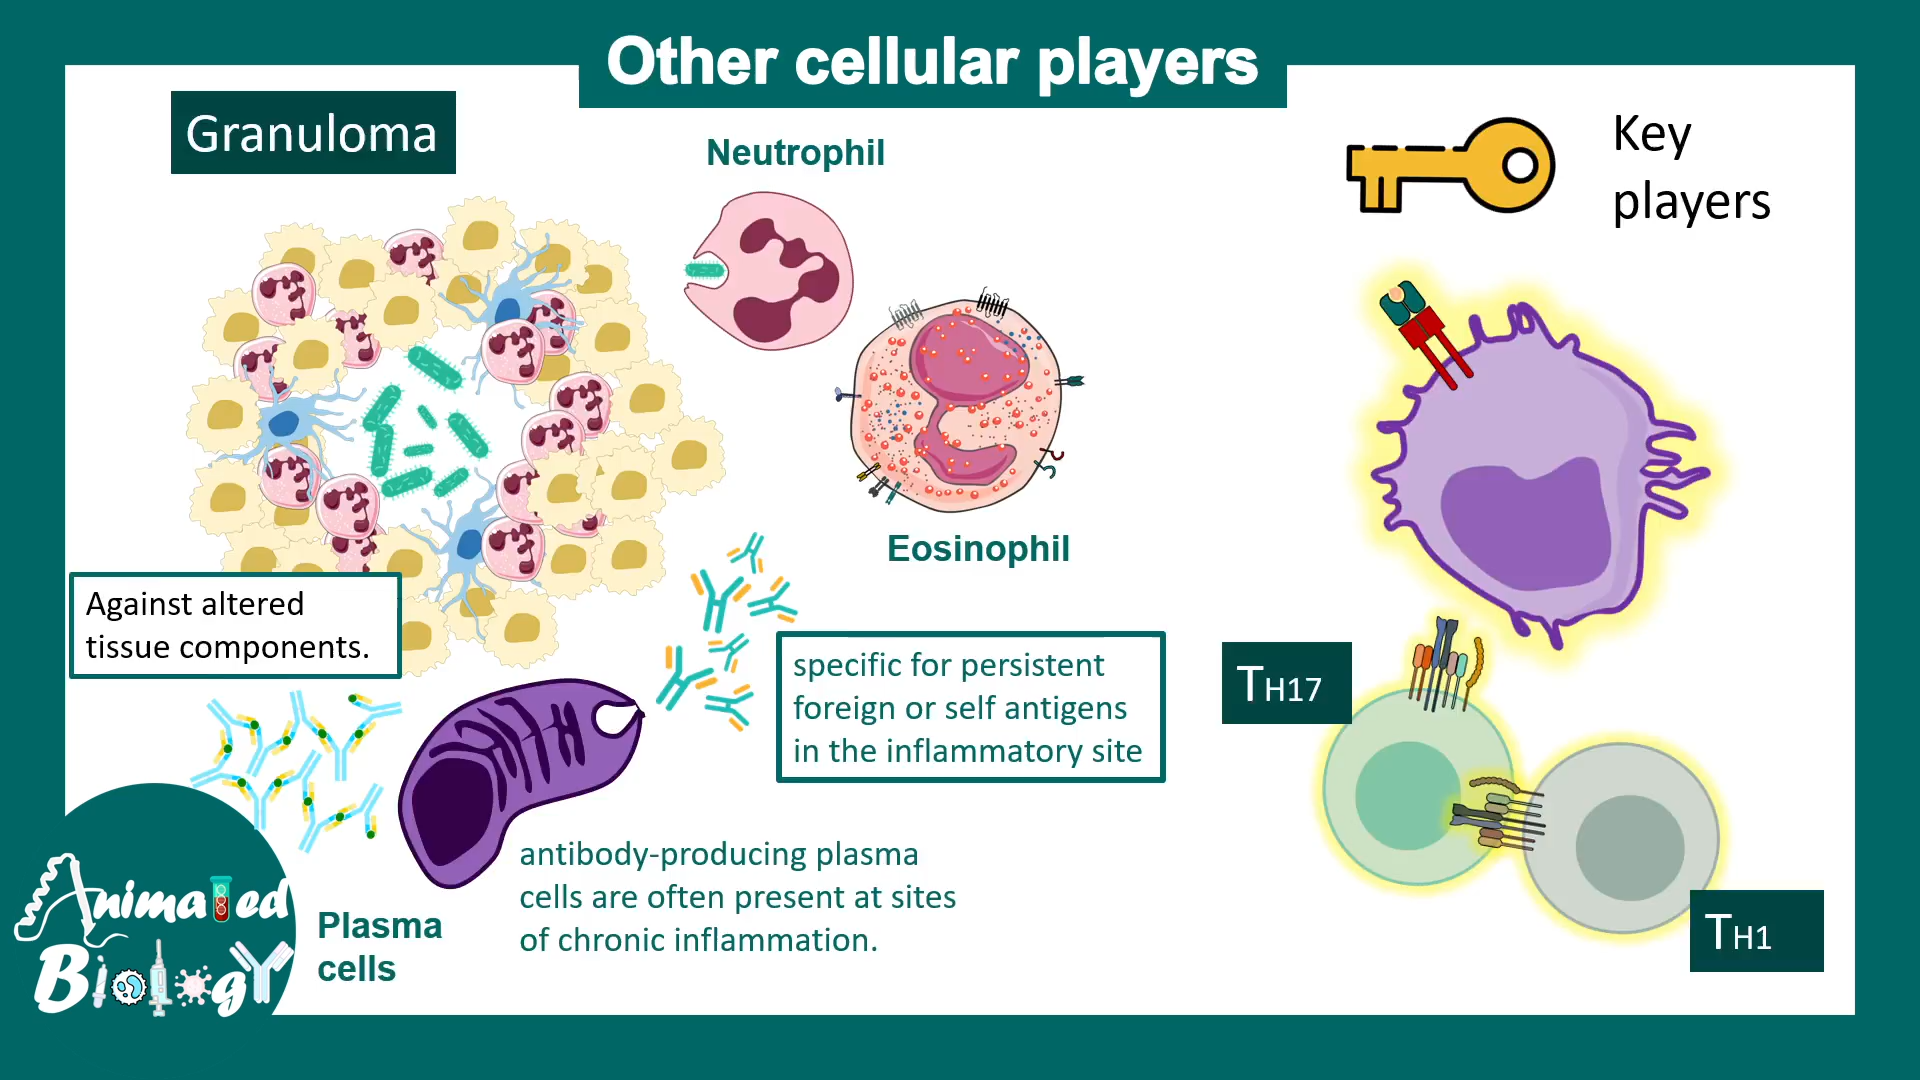 Other cellular players
Granuloma
Neutrophil
Key
players
Eosinophil
Against altered
tissue components.
specific for persistent
foreign or self antigens
in the inflammatory site
TH17
antibody-producing plasma
cells are often present at sites
of chronic inflammation.
Plasma
cells
TH1
Animated
Biology